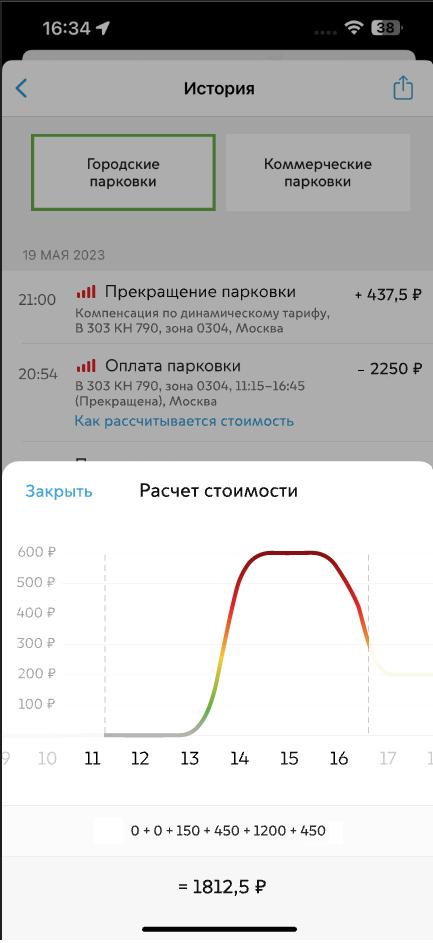 16:34
38
История
Городские
парковки
Коммерческие
парковки
19 МАЯ 2023
21:00
Прекращение парковки
+ 437,5 ₽
Компенсация по динамическому тарифу,
В 303 КН 790, зона 0304, Москва
20:54
Оплата парковки
– 2250 ₽
В 303 КН 790, зона 0304, 11:15–16:45
(Прекращена), Москва
Как рассчитывается стоимость
Закрыть
Расчет стоимости
600 ₽
500 ₽
400 ₽
300 ₽
200 ₽
100 ₽
9 10 11 12 13 14 15 16 17
0 + 0 + 150 + 450 + 1200 + 450
= 1812,5 ₽